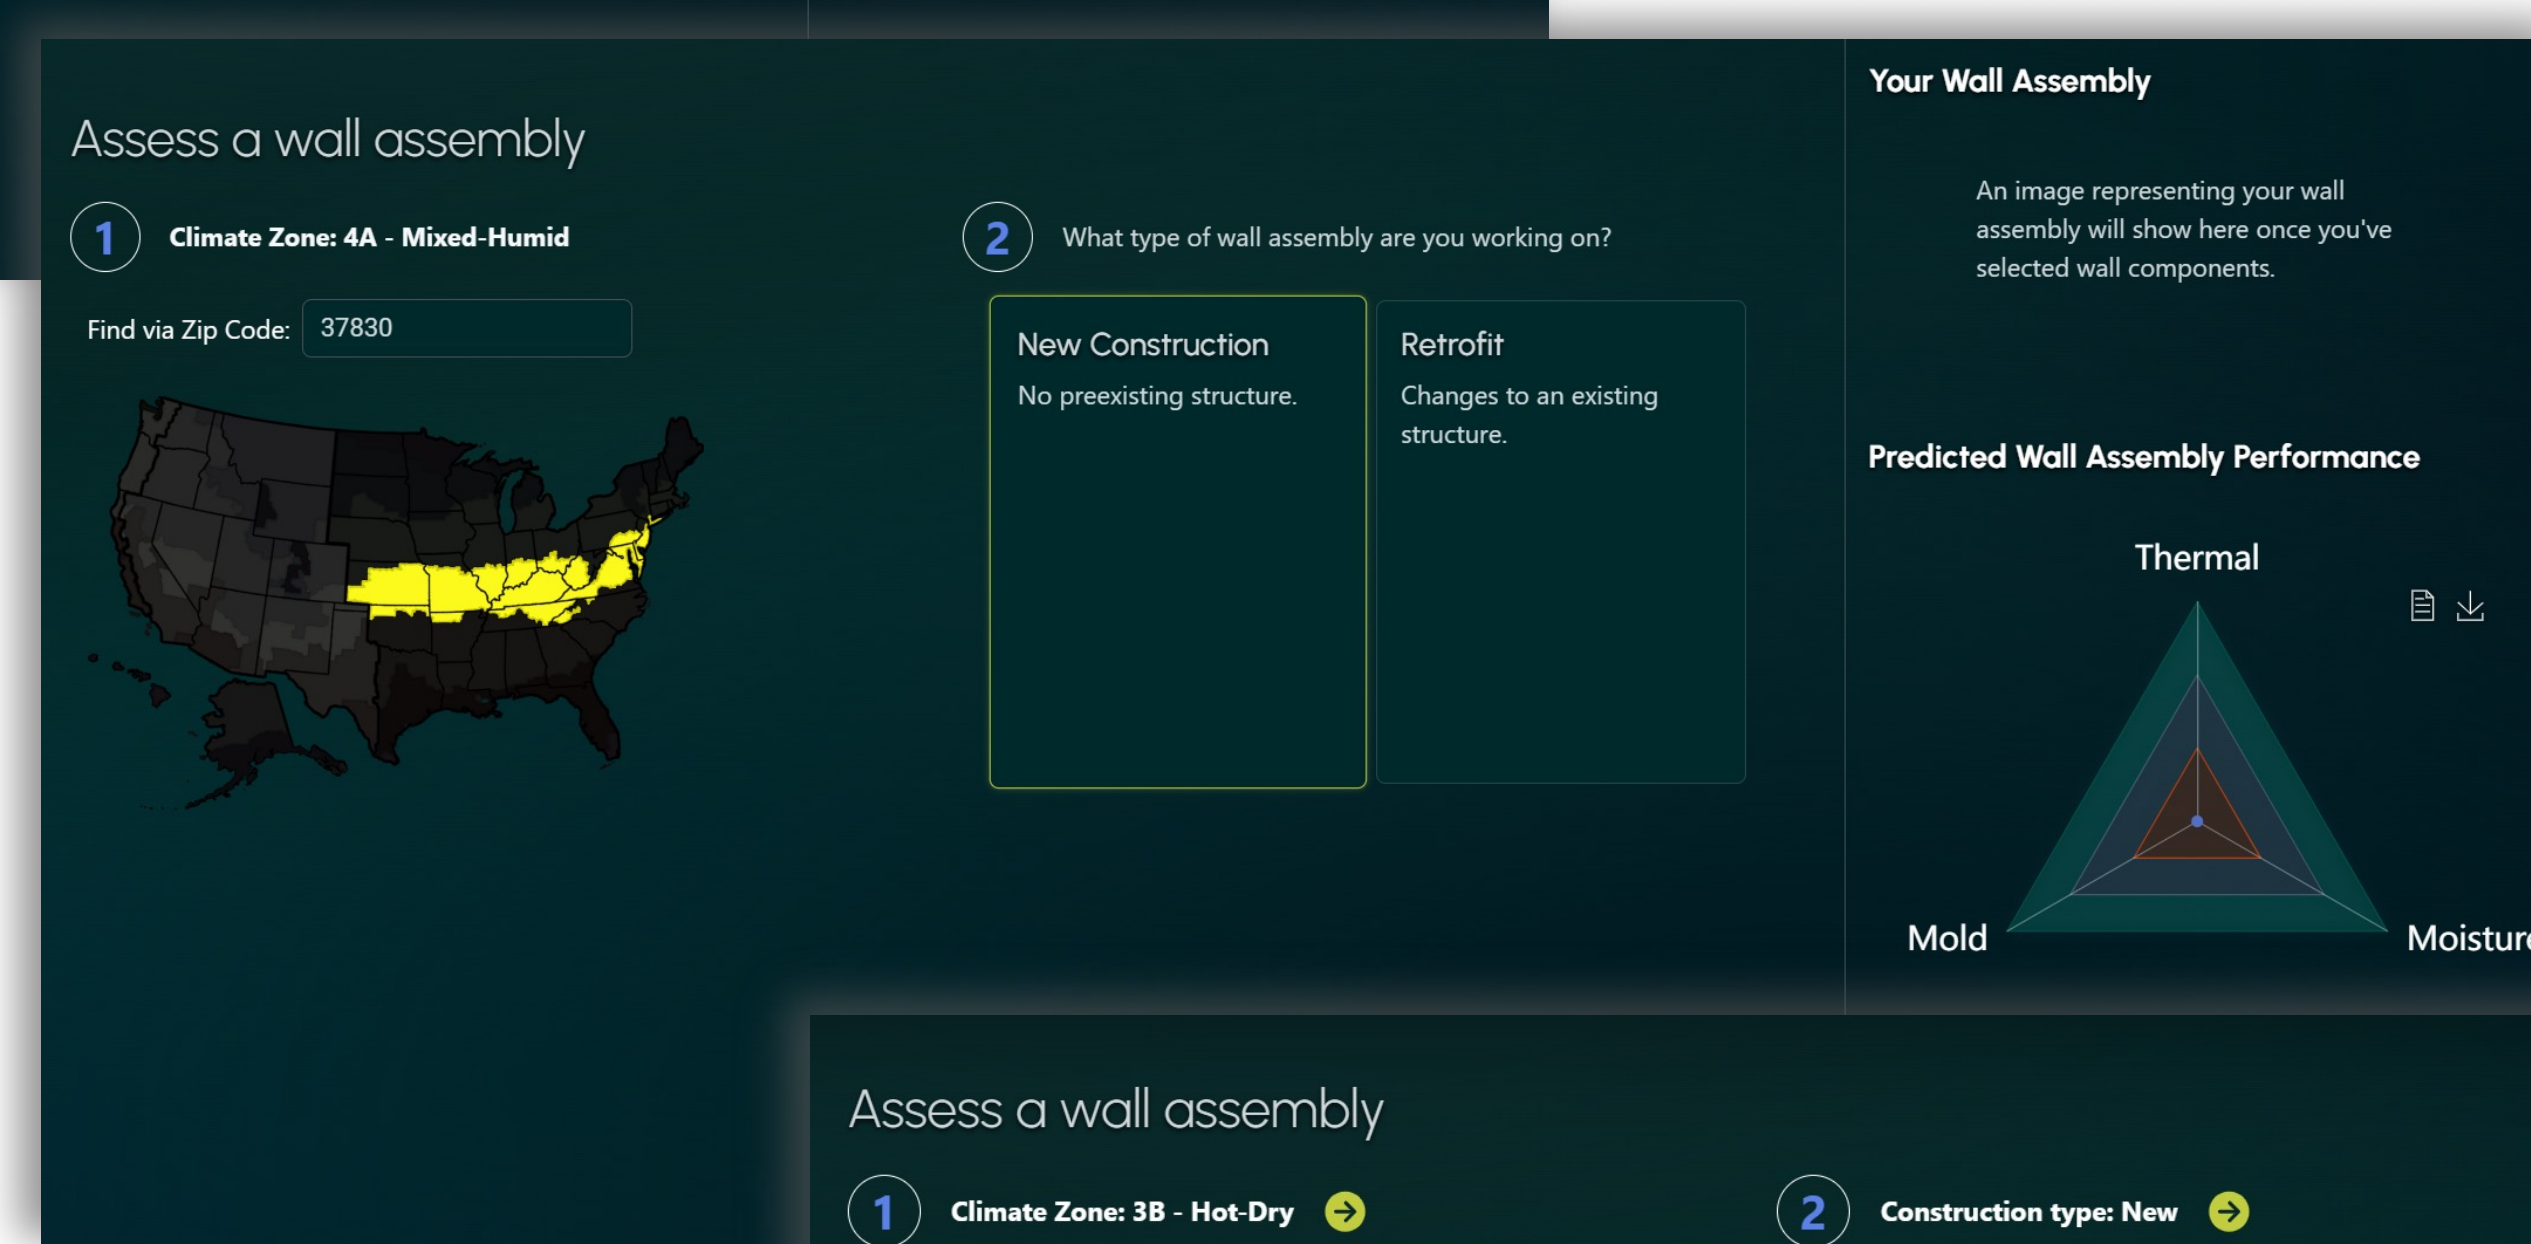 Assess a wall assembly
1 Climate Zone: 4A - Mixed-Humid
Find via Zip Code: 37830
2 What type of wall assembly are you working on?
New Construction
No preexisting structure.
Retrofit
Changes to an existing
structure.
Your Wall Assembly
An image representing your wall
assembly will show here once you've
selected wall components.
Predicted Wall Assembly Performance
Thermal
Mold
Moisture
Assess a wall assembly
1 Climate Zone: 3B - Hot-Dry
2 Construction type: New